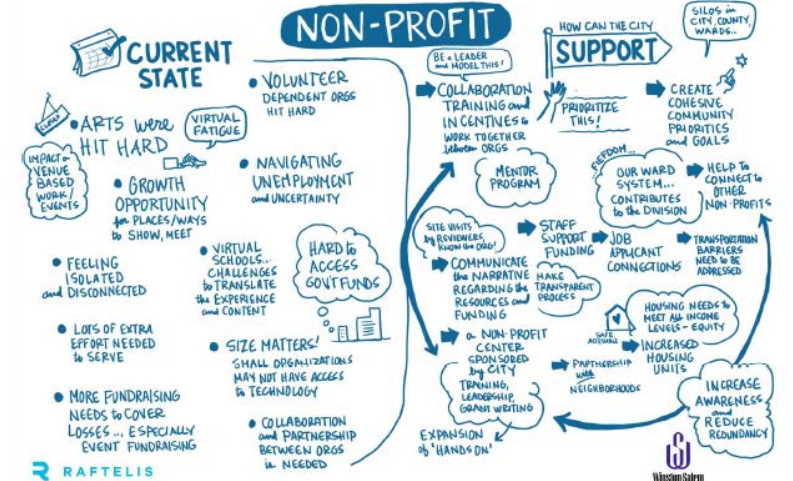 NON-PROFIT
CURRENT
STATE
CLOSED
• ARTS were
HIT HARD
VIRTUAL
FATIGUE
IMPACT on
VENUE
BASED
WORK/
EVENTS
• GROWTH
OPPORTUNITY
for PLACES/WAYS
to SHOW, MEET
• FEELING
ISOLATED
and DISCONNECTED
• LOTS OF EXTRA
EFFORT NEEDED
to SERVE
• MORE FUNDRAISING
NEEDS to COVER
LOSSES... ESPECIALLY
EVENT FUNDRAISING
• VOLUNTEER
DEPENDENT ORGS
HIT HARD
• NAVIGATING
UNEMPLOYMENT
and UNCERTAINTY
• VIRTUAL
SCHOOLS...
CHALLENGES
to TRANSLATE
the EXPERIENCE
and CONTENT
HARD to
ACCESS
GOV'T FUNDS
• SIZE MATTERS!
SMALL ORGANIZATIONS
MAY NOT HAVE ACCESS
to TECHNOLOGY
• COLLABORATION
and PARTNERSHIP
BETWEEN ORGS
is NEEDED
HOW CAN THE CITY
SUPPORT
SILOS in
CITY, COUNTY,
WARDS..
BE a LEADER
and MODEL THIS!
COLLABORATION
TRAINING and
INCENTIVES to
WORK TOGETHER
between ORGS
PRIORITIZE
THIS!
CREATE
COHESIVE
COMMUNITY
PRIORITIES
and GOALS
MENTOR
PROGRAM
FIEFDOM...
OUR WARD
SYSTEM...
CONTRIBUTES
to the DIVISION
HELP to
CONNECT to
OTHER
NON-PROFITS
SITE VISITS
by REVIEWERS,
KNOW the ORG!
STAFF
SUPPORT
FUNDING
JOB
APPLICANT
CONNECTIONS
TRANSPORTATION
BARRIERS
NEED to BE
ADDRESSED
COMMUNICATE
the NARRATIVE
REGARDING the
RESOURCES and
FUNDING
MAKE
TRANSPARENT
PROCESS
HOUSING NEEDS to
MEET ALL INCOME
LEVELS - EQUITY
SAFE
INCREASED
HOUSING
UNITS
a NON-PROFIT
CENTER
SPONSORED
by CITY
TRAINING,
LEADERSHIP,
GRANT WRITING
PARTNERSHIP
with
NEIGHBORHOODS
INCREASE
AWARENESS
and
REDUCE
REDUNDANCY
EXPANSION
of 'HANDS ON'
RAFTELIS
Winston-Salem